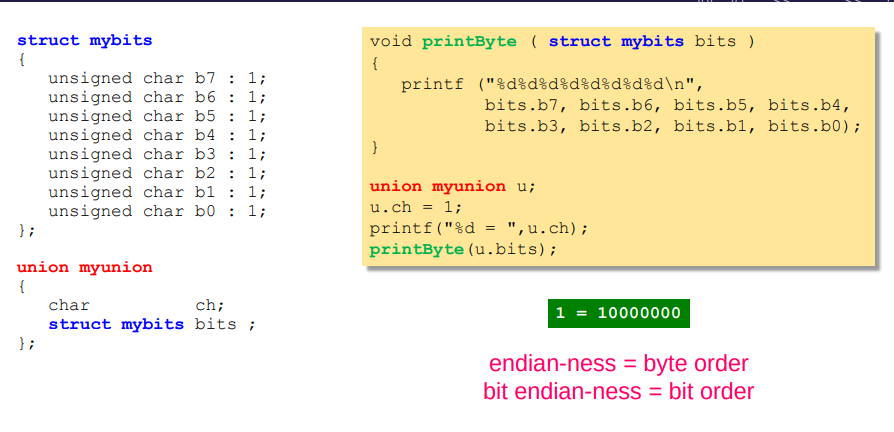 struct mybits
{
unsigned char b7 : 1;
unsigned char b6 : 1;
unsigned char b5 : 1;
unsigned char b4 : 1;
unsigned char b3 : 1;
unsigned char b2 : 1;
unsigned char b1 : 1;
unsigned char b0 : 1;
};
union myunion
{
char ch;
struct mybits bits ;
};
void printByte ( struct mybits bits )
{
printf ("%d%d%d%d%d%d%d%d\n",
bits.b7, bits.b6, bits.b5, bits.b4,
bits.b3, bits.b2, bits.b1, bits.b0);
}
union myunion u;
u.ch = 1;
printf("%d = ",u.ch);
printByte(u.bits);
1 = 10000000
endian-ness = byte order
bit endian-ness = bit order